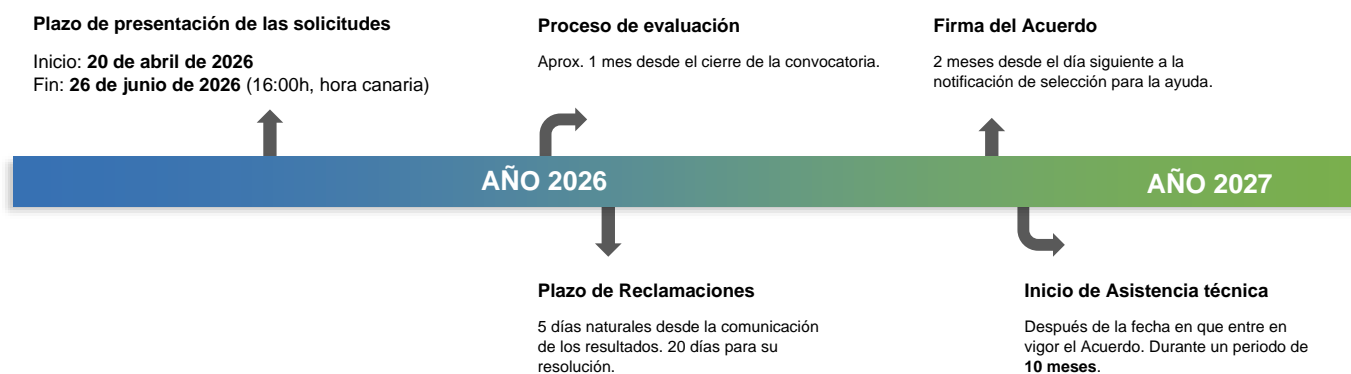 Plazo de presentación de las solicitudes
Inicio: 20 de abril de 2026
Fin: 26 de junio de 2026 (16:00h, hora canaria)
Proceso de evaluación
Aprox. 1 mes desde el cierre de la convocatoria.
Firma del Acuerdo
2 meses desde el día siguiente a la
notificación de selección para la ayuda.
AÑO 2026
AÑO 2027
Plazo de Reclamaciones
5 días naturales desde la comunicación
de los resultados. 20 días para su
resolución.
Inicio de Asistencia técnica
Después de la fecha en que entre en
vigor el Acuerdo. Durante un periodo de
10 meses.